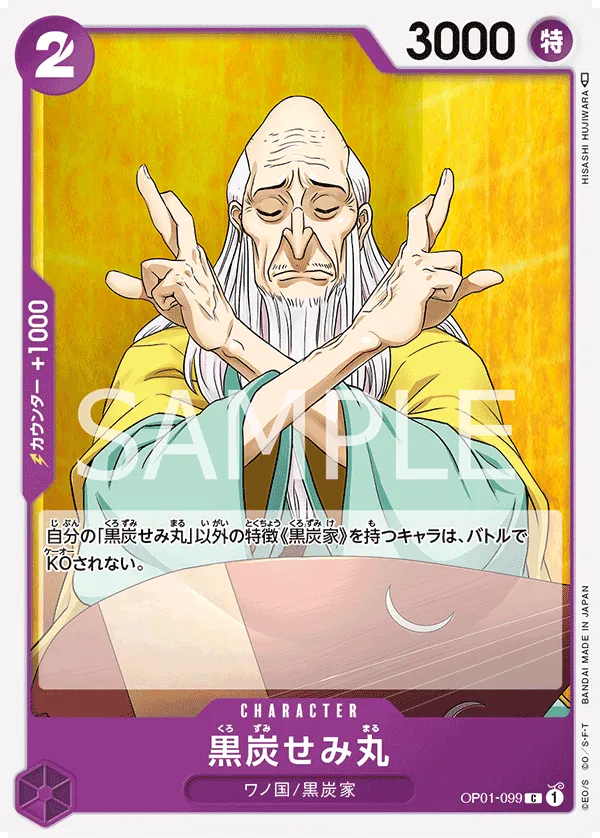 2
3000 特
HISASHI HUJIWARA
カウンター +1000
SAMPLE
自分の「黒炭せみ丸」以外の特徴《黒炭家》を持つキャラは、バトルで
KOされない。
BANDAI MADE IN JAPAN
©E.O/S ©O/S・F・T
CHARACTER
黒炭せみ丸
ワノ国/黒炭家
OP01-099 C 1